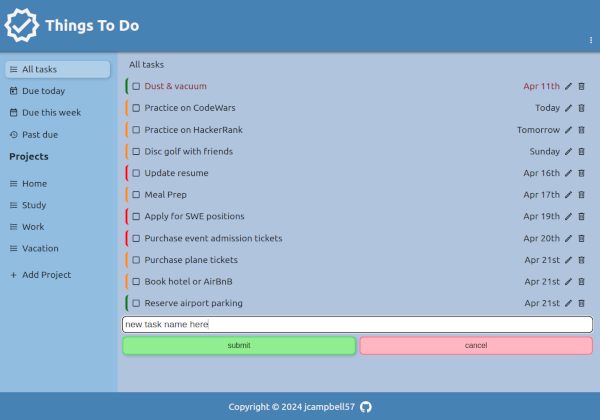 Things To Do
All tasks
Due today
Due this week
Past due
Projects
Home
Study
Work
Vacation
+ Add Project
All tasks
Dust & vacuum Apr 11th
Practice on CodeWars Today
Practice on HackerRank Tomorrow
Disc golf with friends Sunday
Update resume Apr 16th
Meal Prep Apr 17th
Apply for SWE positions Apr 19th
Purchase event admission tickets Apr 20th
Purchase plane tickets Apr 21st
Book hotel or AirBnB Apr 21st
Reserve airport parking Apr 21st
new task name here
submit cancel
Copyright © 2024 jcampbell57